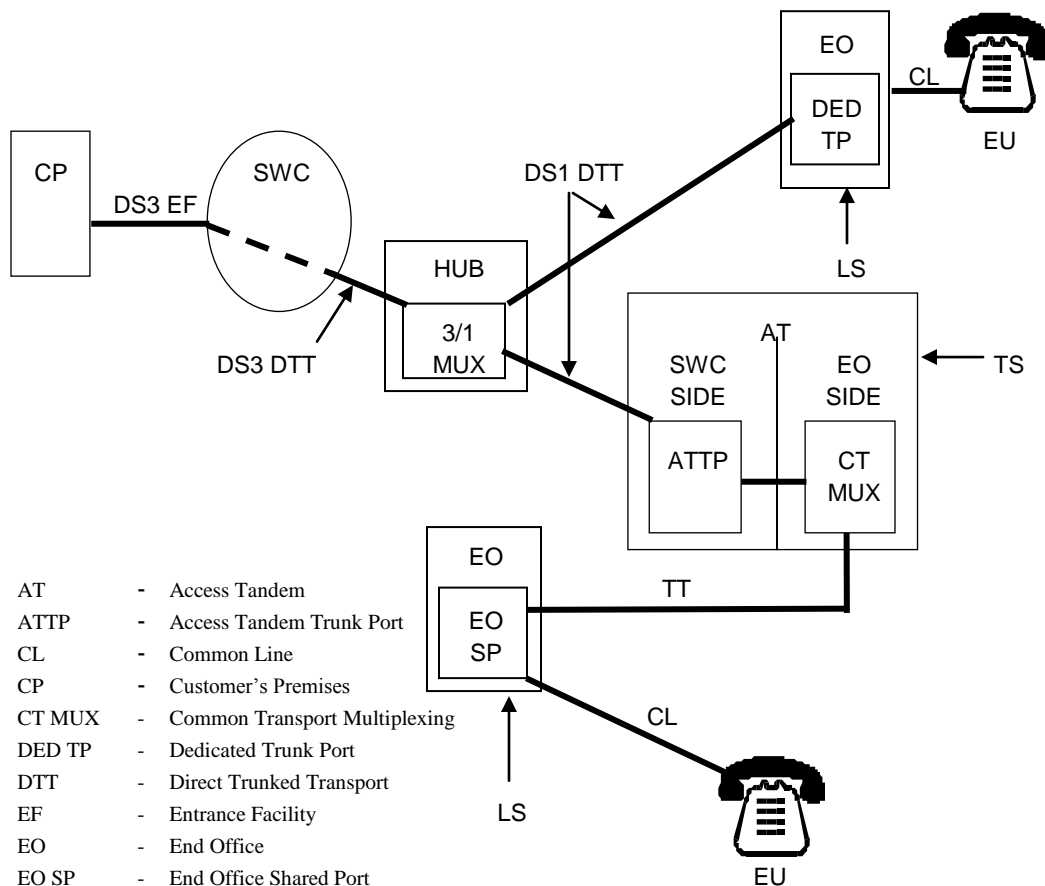 EO
CL
DED
TP
EU
CP
SWC
DS1 DTT
DS3 EF
LS
HUB
3/1
MUX
DS3 DTT
AT
SWC
SIDE
EO
SIDE
TS
ATTP
CT
MUX
EO
EO
SP
TT
CL
LS
EU
AT - Access Tandem
ATTP - Access Tandem Trunk Port
CL - Common Line
CP - Customer's Premises
CT MUX - Common Transport Multiplexing
DED TP - Dedicated Trunk Port
DTT - Direct Trunked Transport
EF - Entrance Facility
EO - End Office
EO SP - End Office Shared Port